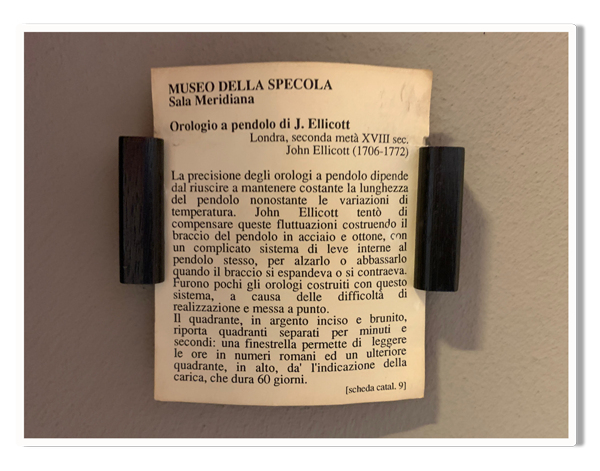 MUSEO DELLA SPECOLA
Sala Meridiana
Orologio a pendolo di J. Ellicott
Londra, seconda metà XVIII sec.
John Ellicott (1706-1772)
La precisione degli orologi a pendolo dipende
dal riuscire a mantenere costante la lunghezza
del pendolo nonostante le variazioni di
temperatura. John Ellicott tentò di
compensare queste fluttuazioni costruendo il
braccio del pendolo in acciaio e ottone, con
un complicato sistema di leve interne al
pendolo stesso, per alzarlo o abbassarlo
quando il braccio si espandeva o si contraeva.
Furono pochi gli orologi costruiti con questo
sistema, a causa delle difficoltà di
realizzazione e messa a punto.
Il quadrante, in argento inciso e brunito,
riporta quadranti separati per minuti e
secondi: una finestrella permette di leggere
le ore in numeri romani ed un ulteriore
quadrante, in alto, da' l'indicazione della
carica, che dura 60 giorni.
[scheda catal. 9]